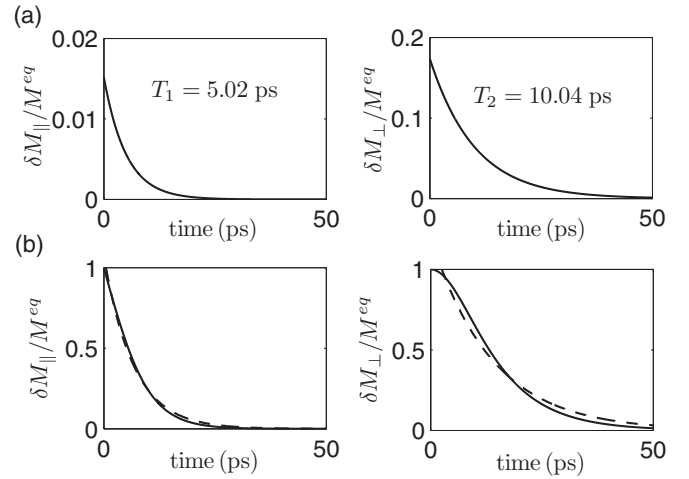 (a)
0.02
0.01
0
δM∥/M^eq
T₁ = 5.02 ps
0
50
time (ps)
0.2
0.1
0
δM⊥/M^eq
T₂ = 10.04 ps
0
50
time (ps)
(b)
1
0.5
0
δM∥/M^eq
0
50
time (ps)
1
0.5
0
δM⊥/M^eq
0
50
time (ps)